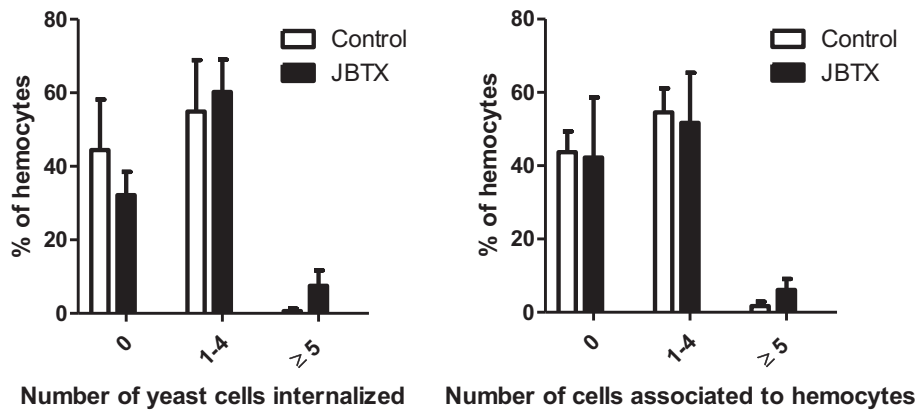 80
60
40
20
0
% of hemocytes
Control
JBTX
0
1-4
≥ 5
Number of yeast cells internalized
80
60
40
20
0
% of hemocytes
Control
JBTX
0
1-4
≥ 5
Number of cells associated to hemocytes